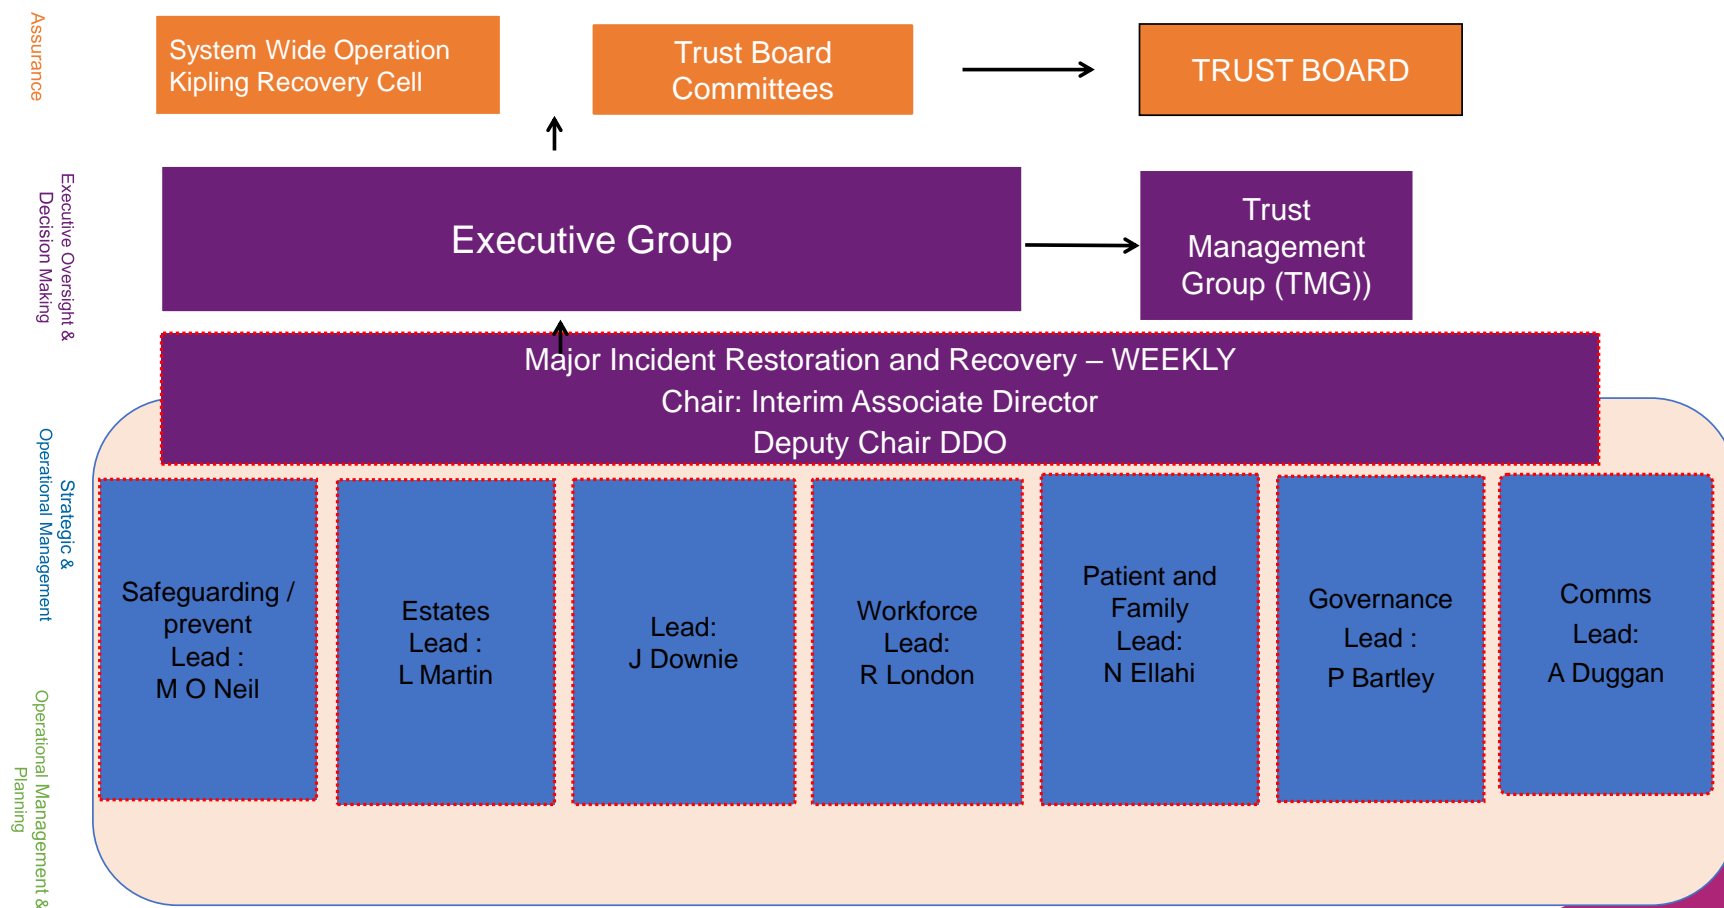 Assurance
System Wide Operation
Kipling Recovery Cell
Trust Board
Committees
TRUST BOARD
Executive Oversight &
Decision Making
Executive Group
Trust
Management
Group (TMG))
Major Incident Restoration and Recovery – WEEKLY
Chair: Interim Associate Director
Deputy Chair DDO
Strategic &
Operational Management
Safeguarding /
prevent
Lead :
M O Neil
Estates
Lead :
L Martin
Lead:
J Downie
Workforce
Lead:
R London
Patient and
Family
Lead:
N Ellahi
Governance
Lead :
P Bartley
Comms
Lead:
A Duggan
Operational Management &
Planning